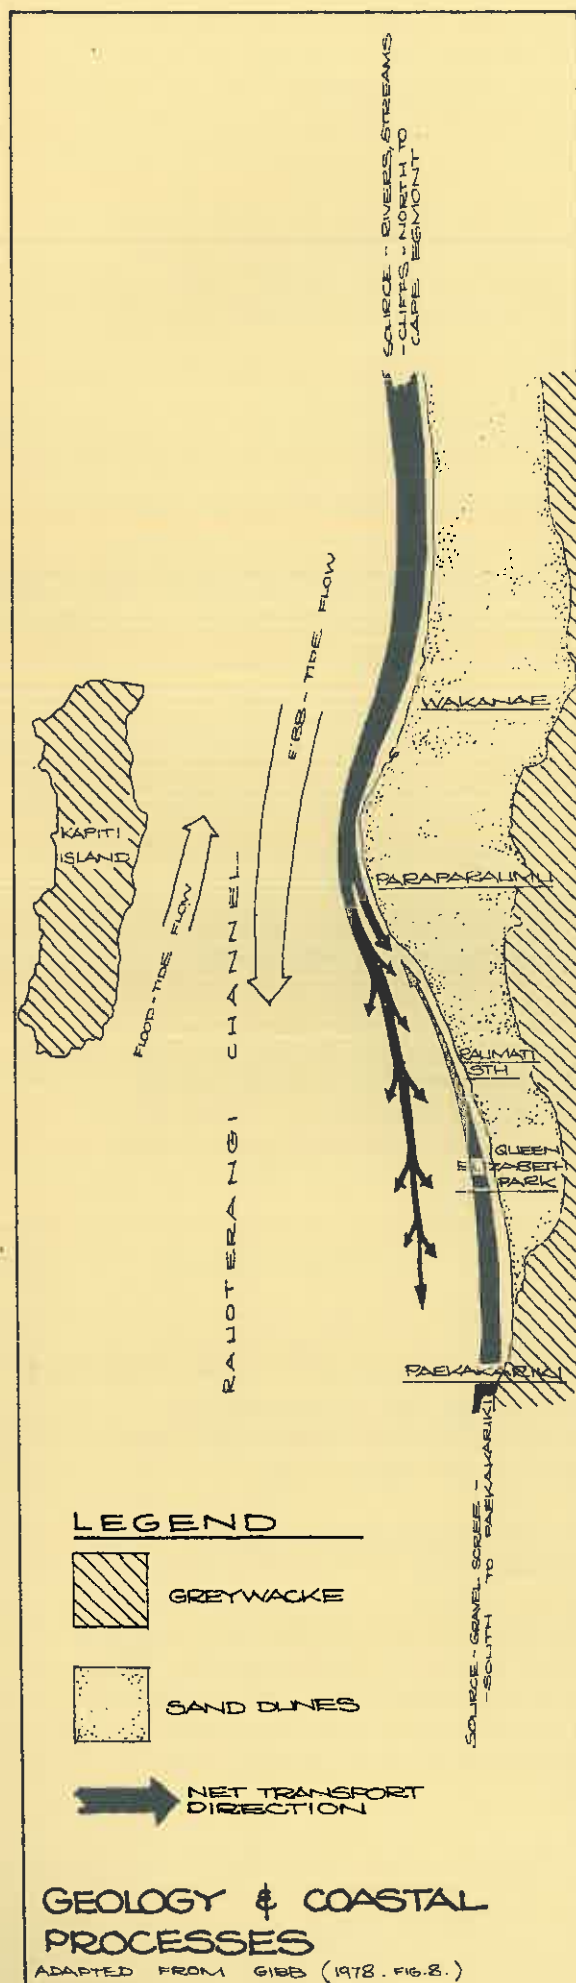 SOURCE - RIVERS, STREAMS
- CLIFFS - NORTH TO
CAPE EGMONT
EBB-TIDE FLOW
WAKANAE
KAPITI
ISLAND
PARAPARAUMU
FLOOD-TIDE FLOW
RAUOTERANGI CHANNEL
RAUMATI
STH
QUEEN
ELIZABETH
PARK
PAEKAKARIKI
SOURCE - GRAVEL SCREE -
- SOUTH TO PAEKAKARIKI
LEGEND
GREYWACKE
SAND DUNES
NET TRANSPORT
DIRECTION
GEOLOGY & COASTAL
PROCESSES
ADAPTED FROM GIBB (1978. FIG.8.)